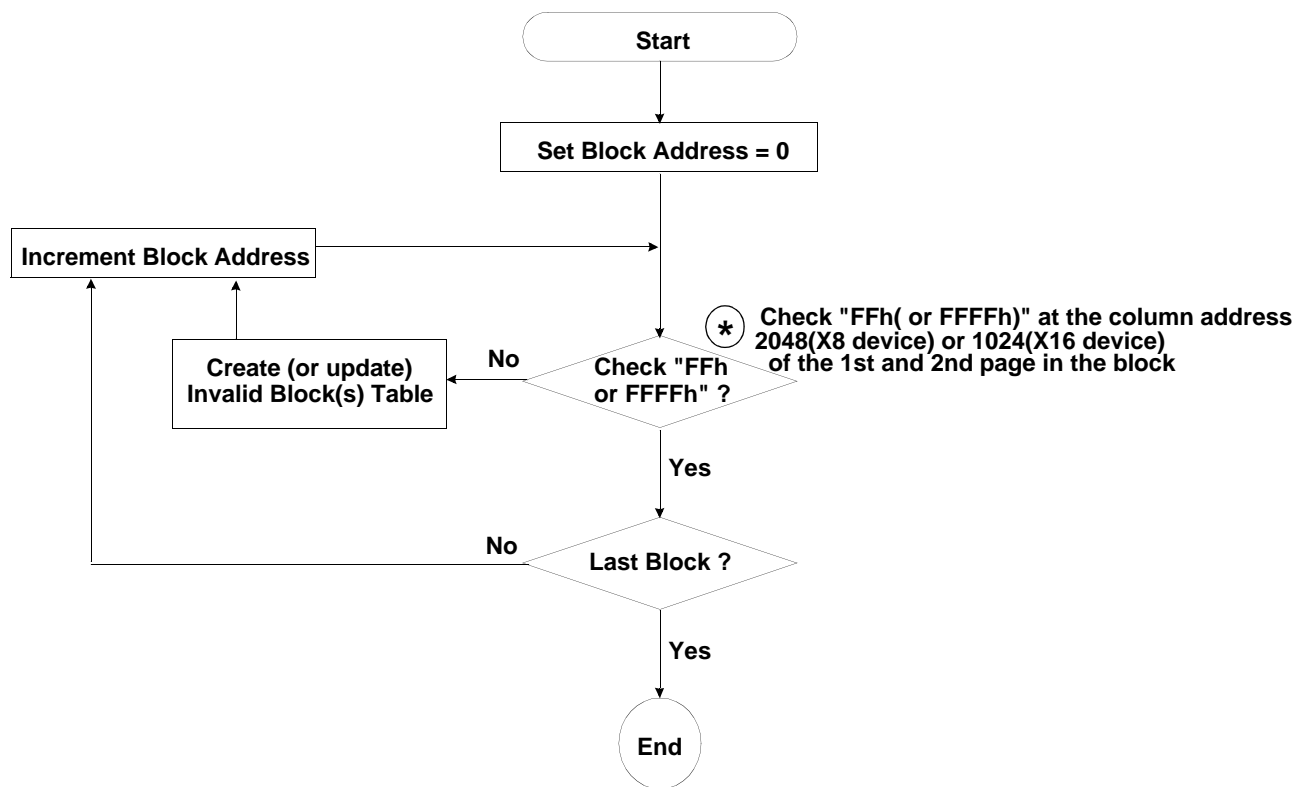 Start
Set Block Address = 0
Increment Block Address
*
Check "FFh( or FFFFh)" at the column address
2048(X8 device) or 1024(X16 device)
of the 1st and 2nd page in the block
Create (or update)
Invalid Block(s) Table
No
Check "FFh
or FFFFh" ?
Yes
No
Last Block ?
Yes
End